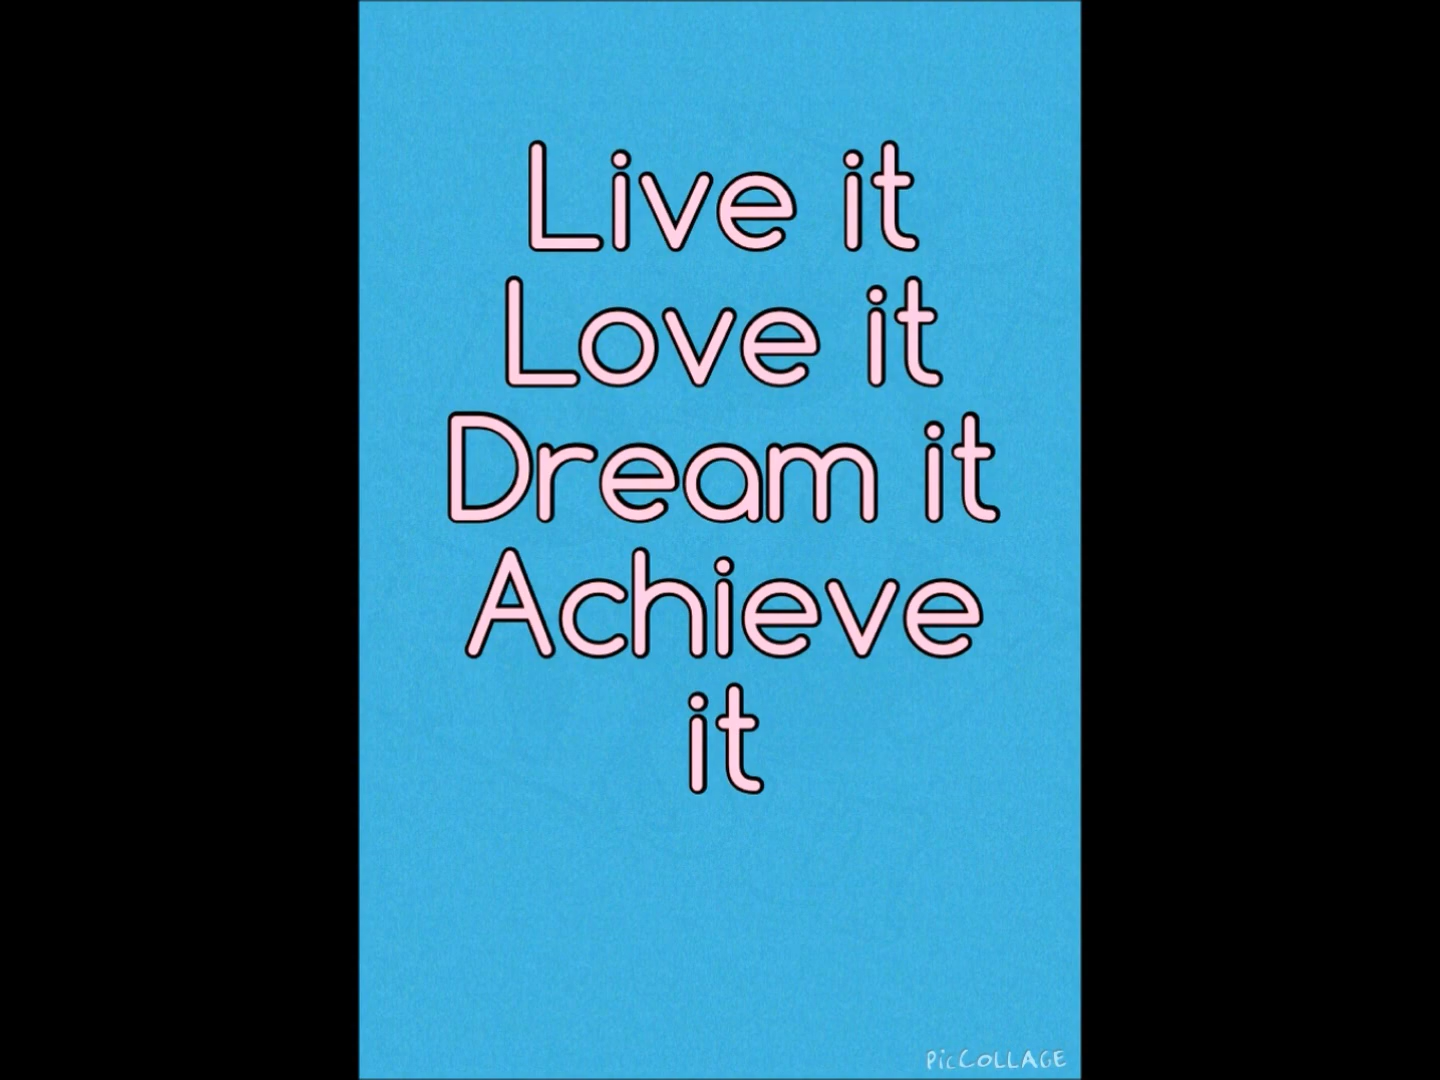 Live it
Love it
Dream it
Achieve
it
PicCOLLAGE